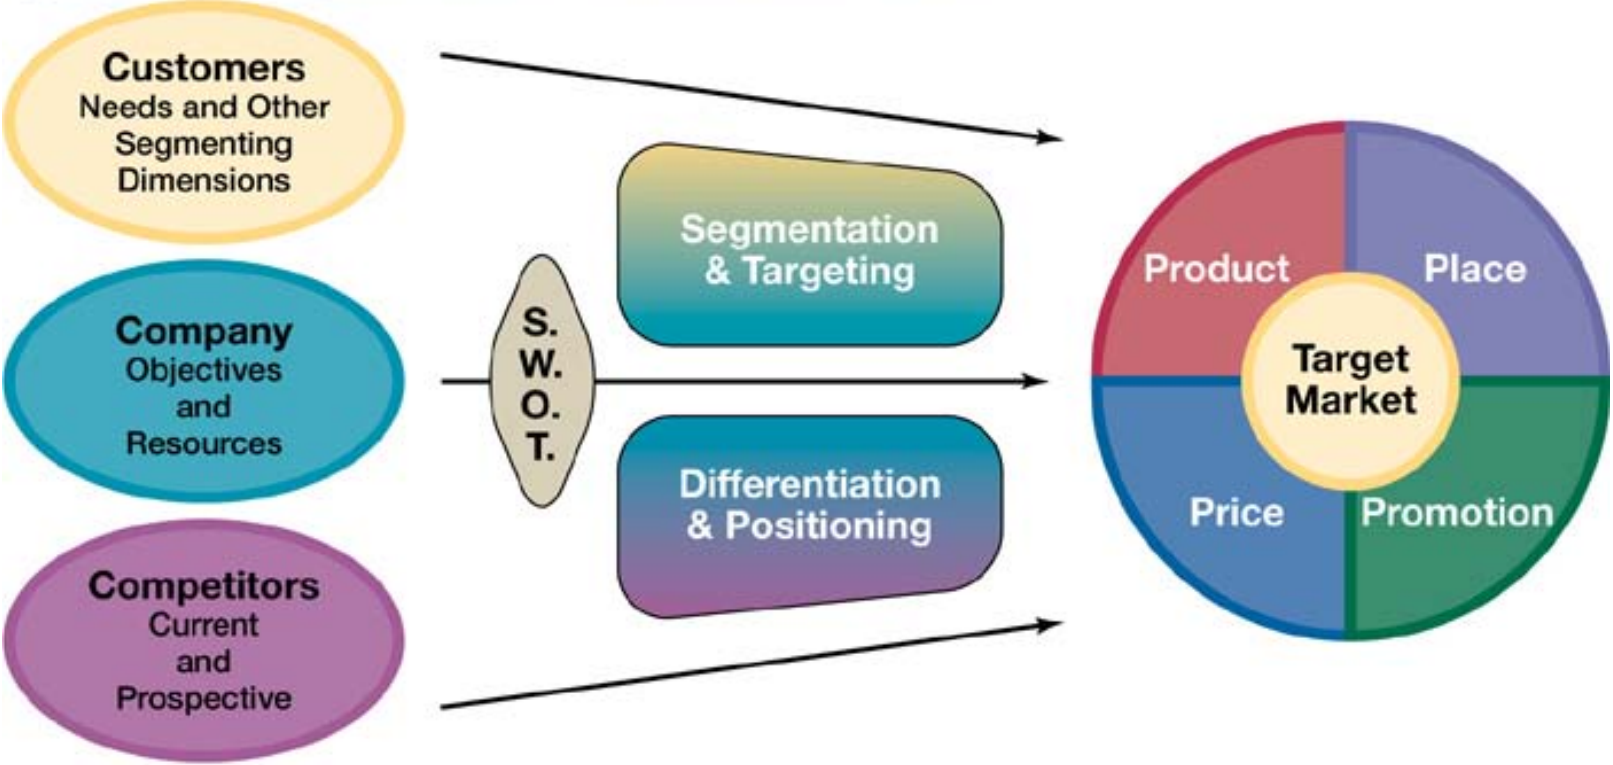 Customers
Needs and Other
Segmenting
Dimensions
Company
Objectives
and
Resources
Competitors
Current
and
Prospective
S.
W.
O.
T.
Segmentation
& Targeting
Differentiation
& Positioning
Product
Place
Target
Market
Price
Promotion